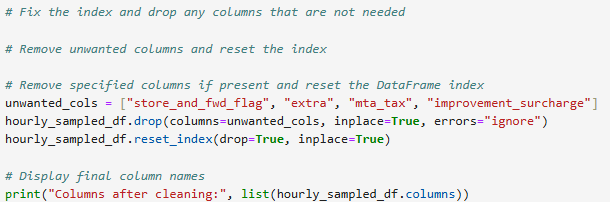 # Fix the index and drop any columns that are not needed
# Remove unwanted columns and reset the index
# Remove specified columns if present and reset the DataFrame index
unwanted_cols = ["store_and_fwd_flag", "extra", "mta_tax", "improvement_surcharge"]
hourly_sampled_df.drop(columns=unwanted_cols, inplace=True, errors="ignore")
hourly_sampled_df.reset_index(drop=True, inplace=True)
# Display final column names
print("Columns after cleaning:", list(hourly_sampled_df.columns))